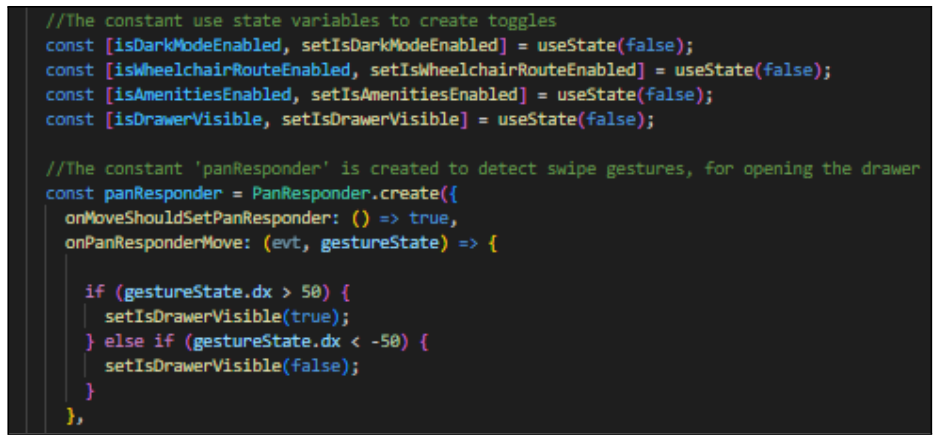 //The constant use state variables to create toggles
const [isDarkModeEnabled, setIsDarkModeEnabled] = useState(false);
const [isWheelchairRouteEnabled, setIsWheelchairRouteEnabled] = useState(false);
const [isAmenitiesEnabled, setIsAmenitiesEnabled] = useState(false);
const [isDrawerVisible, setIsDrawerVisible] = useState(false);

//The constant 'panResponder' is created to detect swipe gestures, for opening the drawer
const panResponder = PanResponder.create({
  onMoveShouldSetPanResponder: () => true,
  onPanResponderMove: (evt, gestureState) => {

    if (gestureState.dx > 50) {
      setIsDrawerVisible(true);
    } else if (gestureState.dx < -50) {
      setIsDrawerVisible(false);
    }
  },